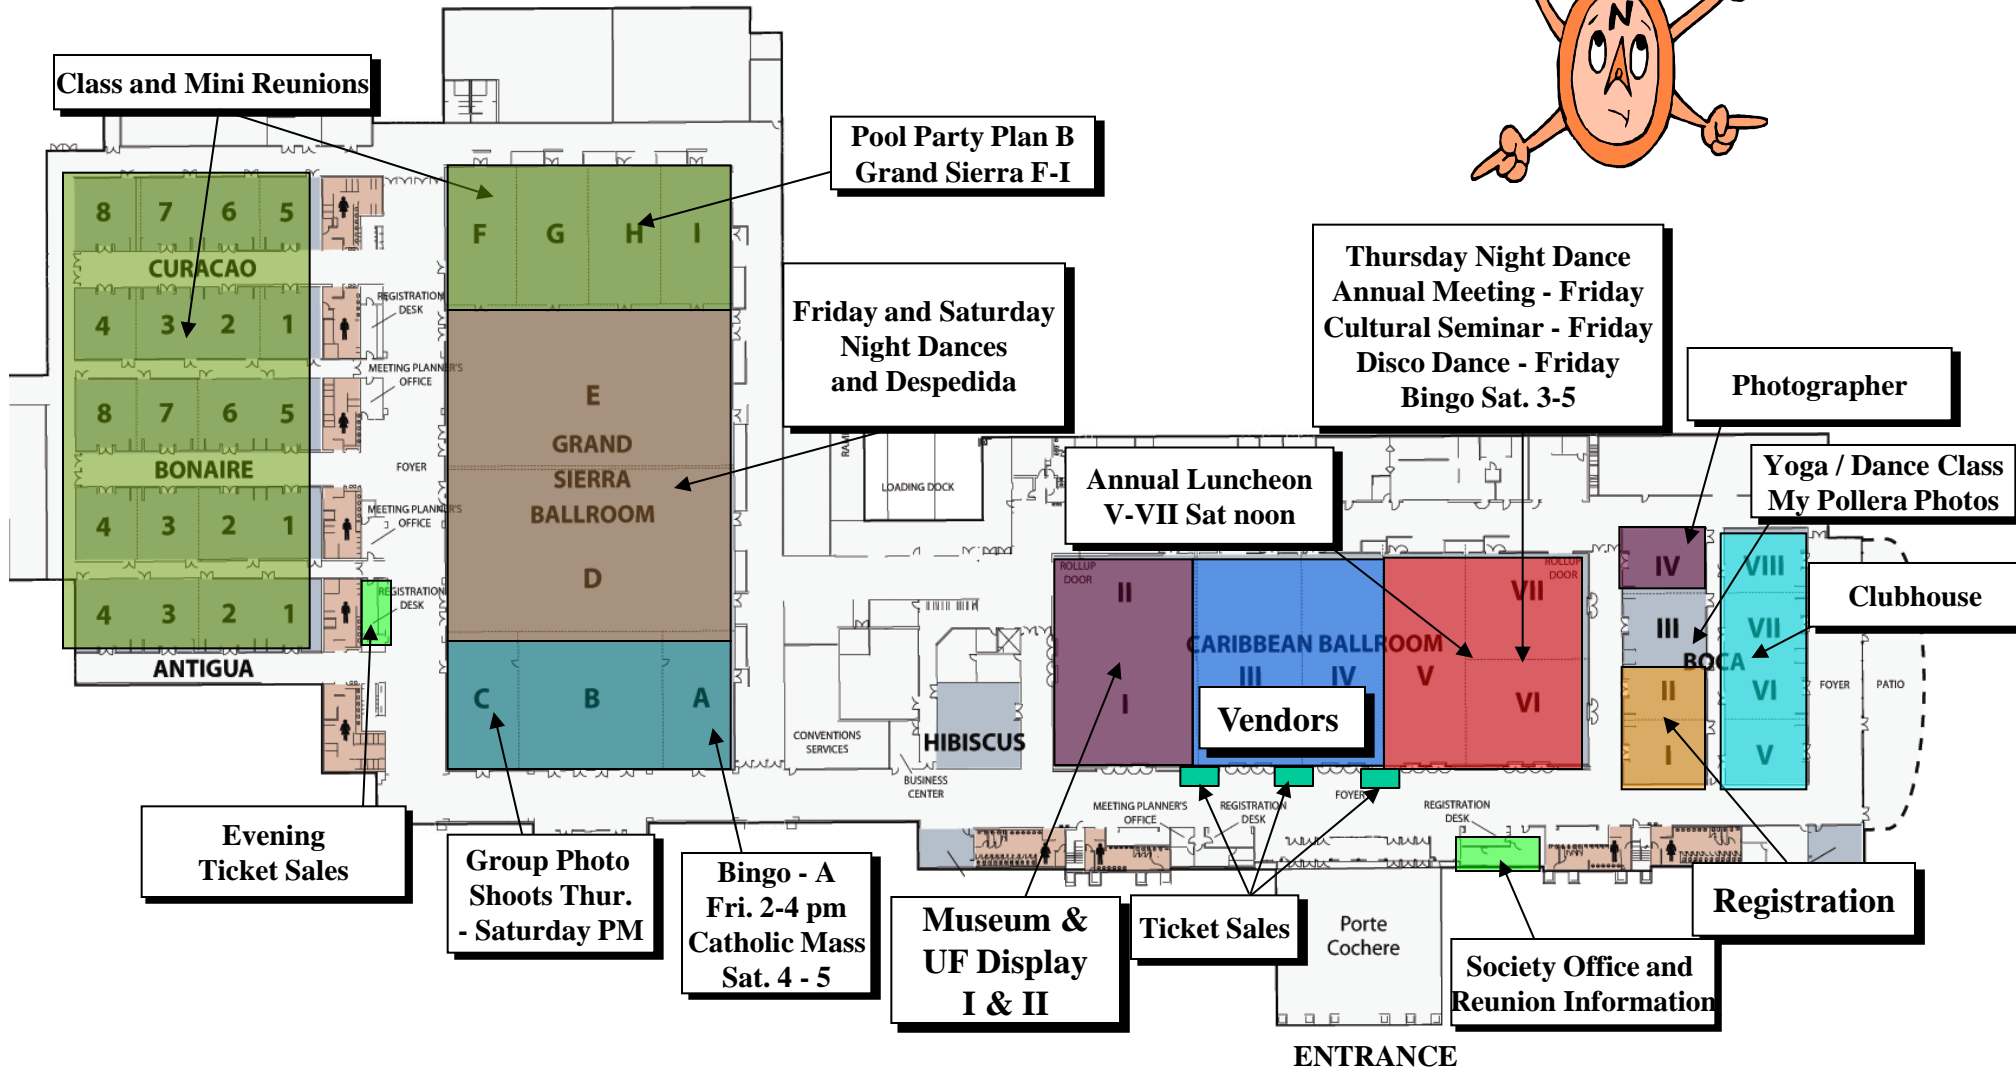 N
Class and Mini Reunions
Pool Party Plan B
Grand Sierra F-I
Thursday Night Dance
Annual Meeting - Friday
Cultural Seminar - Friday
Disco Dance - Friday
Bingo Sat. 3-5
Friday and Saturday
Night Dances
and Despedida
Photographer
Annual Luncheon
V-VII Sat noon
Yoga / Dance Class
My Pollera Photos
Clubhouse
8 7 6 5
CURACAO
4 3 2 1
8 7 6 5
BONAIRE
4 3 2 1
4 3 2 1
ANTIGUA
REGISTRATION
DESK
MEETING PLANNER'S
OFFICE
FOYER
MEETING PLANNER'S
OFFICE
REGISTRATION
DESK
F G H I
E
GRAND
SIERRA
BALLROOM
D
C B A
LOADING DOCK
CONVENTIONS
SERVICES
HIBISCUS
BUSINESS
CENTER
ROLLUP
DOOR
II
I
CARIBBEAN BALLROOM
III IV V
VII
VI
ROLLUP
DOOR
Vendors
IV
III
BOCA
II
I
VIII
VII
VI
V
FOYER
PATIO
MEETING PLANNER'S
OFFICE
REGISTRATION
DESK
FOYER
REGISTRATION
DESK
Evening
Ticket Sales
Group Photo
Shoots Thur.
- Saturday PM
Bingo - A
Fri. 2-4 pm
Catholic Mass
Sat. 4 - 5
Museum &
UF Display
I & II
Ticket Sales
Porte
Cochere
Society Office and
Reunion Information
Registration
ENTRANCE